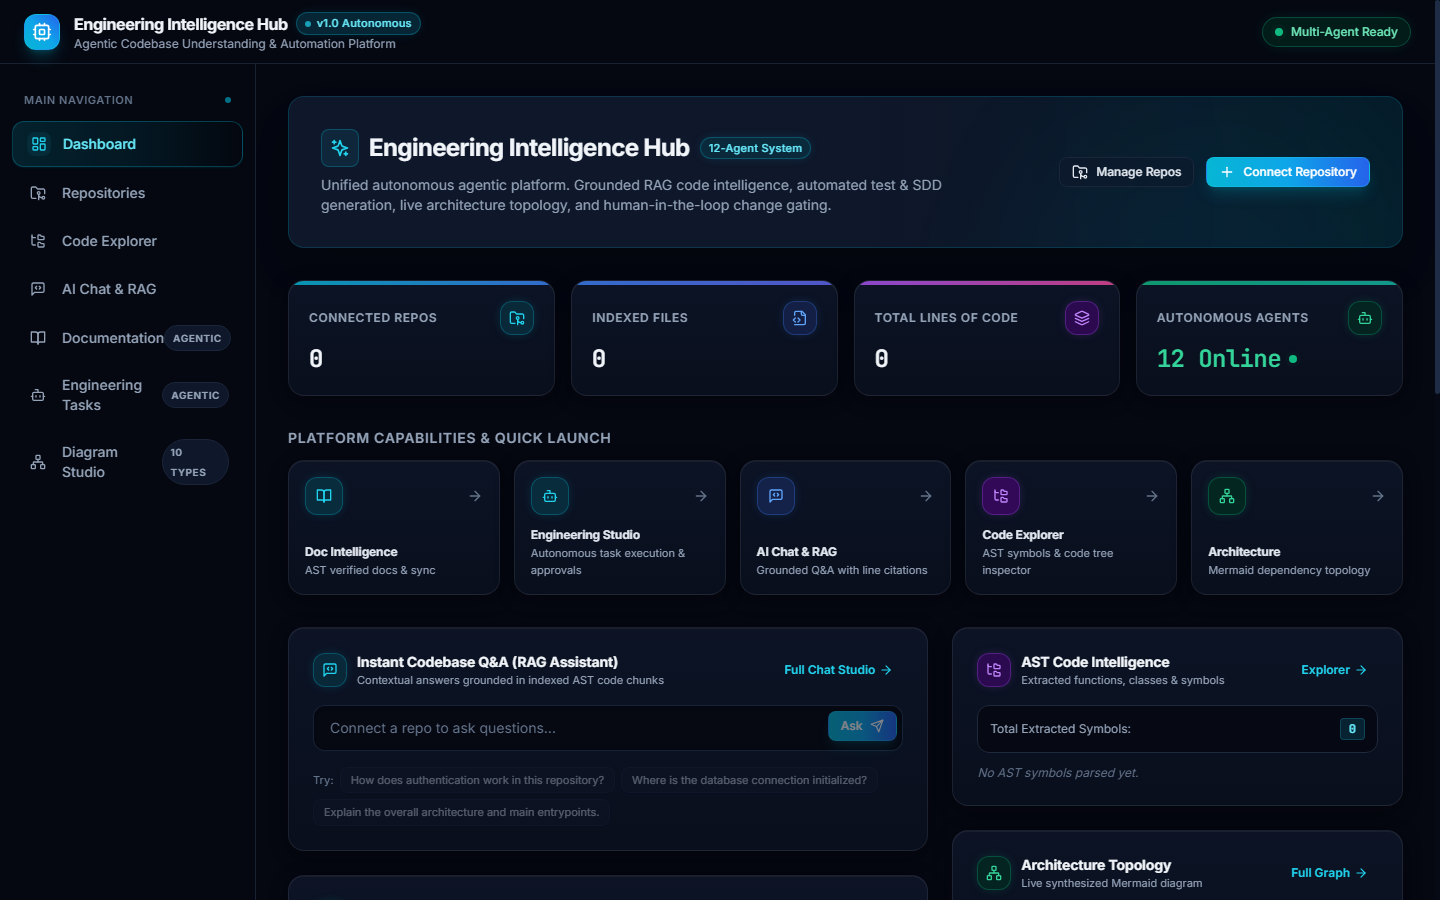 Engineering Intelligence Hub
v1.0 Autonomous
Agentic Codebase Understanding & Automation Platform
Multi-Agent Ready
MAIN NAVIGATION
Dashboard
Repositories
Code Explorer
AI Chat & RAG
Documentation
AGENTIC
Engineering
Tasks
AGENTIC
Diagram
Studio
10
TYPES
Engineering Intelligence Hub
12-Agent System
Unified autonomous agentic platform. Grounded RAG code intelligence, automated test & SDD
generation, live architecture topology, and human-in-the-loop change gating.
Manage Repos
Connect Repository
CONNECTED REPOS
0
INDEXED FILES
0
TOTAL LINES OF CODE
0
AUTONOMOUS AGENTS
12 Online
PLATFORM CAPABILITIES & QUICK LAUNCH
Doc Intelligence
AST verified docs & sync
Engineering Studio
Autonomous task execution &
approvals
AI Chat & RAG
Grounded Q&A with line citations
Code Explorer
AST symbols & code tree
inspector
Architecture
Mermaid dependency topology
Instant Codebase Q&A (RAG Assistant)
Contextual answers grounded in indexed AST code chunks
Full Chat Studio
Connect a repo to ask questions...
Ask
Try:
How does authentication work in this repository?
Where is the database connection initialized?
Explain the overall architecture and main entrypoints.
AST Code Intelligence
Extracted functions, classes & symbols
Explorer
Total Extracted Symbols:
0
No AST symbols parsed yet.
Architecture Topology
Live synthesized Mermaid diagram
Full Graph